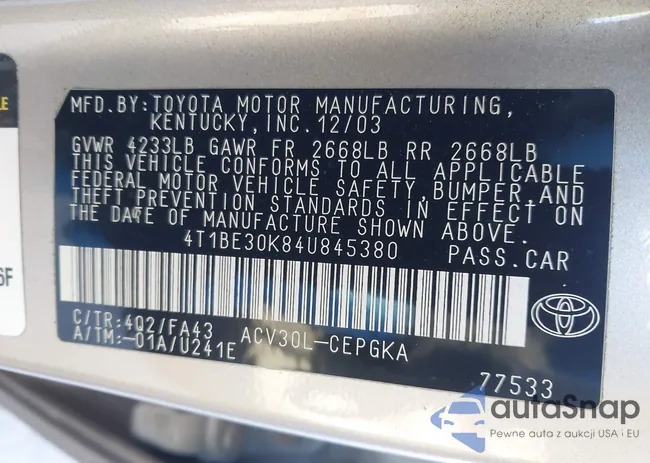 LE
MFD.BY:TOYOTA MOTOR MANUFACTURING,
KENTUCKY,INC.12/03
GVWR 4233LB GAWR FR 2668LB RR 2668LB
THIS VEHICLE CONFORMS TO ALL APPLICABLE
FEDERAL MOTOR VEHICLE SAFETY,BUMPER,AND
THEFT PREVENTION STANDARDS IN EFFECT ON
THE DATE OF MANUFACTURE SHOWN ABOVE.
4T1BE30K84U845380 PASS.CAR
6F
C/TR:4Q2/FA43 ACV30L-CEPGKA
A/TM:-01A/U241E
77533
autaSnap
Pewne auta z aukcji USA i EU